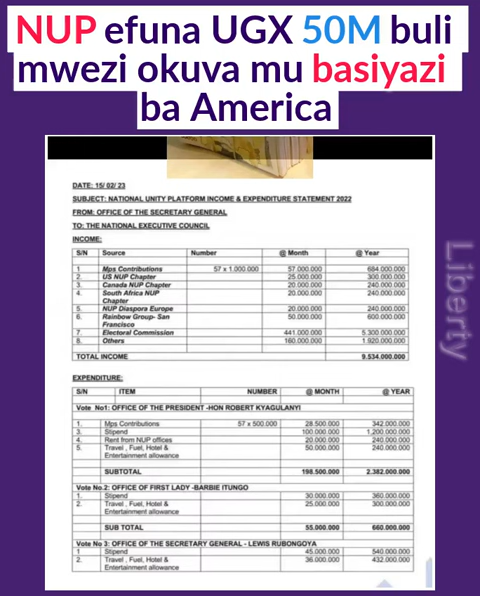 NUP efuna UGX 50M buli
mwezi okuva mu basiyazi
ba America
DATE: 15/ 02/ 23
SUBJECT: NATIONAL UNITY PLATFORM INCOME & EXPENDITURE STATEMENT 2022
FROM: OFFICE OF THE SECRETARY GENERAL
TO: THE NATIONAL EXECUTIVE COUNCIL
INCOME:
S/N Source Number @ Month @ Year
1 Mps Contributions 57 x 1.000.000 57.000.000 684.000.000
2. US NUP Chapter 25.000.000 300.000.000
3. Canada NUP Chapter 20.000.000 240.000.000
4. South Africa NUP Chapter 20.000.000 240.000.000
5. NUP Diaspora Europe 20.000.000 240.000.000
6. Rainbow Group- San Francisco 50.000.000 600.000.000
7. Electoral Commission 441.000.000 5.300.000.000
8. Others 160.000.000 1.920.000.000
TOTAL INCOME 9.534.000.000
EXPENDITURE:
S/N ITEM NUMBER @ MONTH @ YEAR
Vote No1: OFFICE OF THE PRESIDENT -HON ROBERT KYAGULANYI
1. Mps Contributions 57 x 500.000 28.500.000 342.000.000
3. Stipend 100.000.000 1,200.000.000
4. Rent from NUP offices 20.000.000 240.000.000
5. Travel , Fuel, Hotel & Entertainment allowance 50.000.000 240.000.000
SUBTOTAL 198.500.000 2.382.000.000
Vote No.2: OFFICE OF FIRST LADY -BARBIE ITUNGO
1. Stipend 30.000.000 360.000.000
2. Travel , Fuel, Hotel & Entertainment allowance 25.000.000 300.000.000
SUB TOTAL 55.000.000 660.000.000
Vote No 3: OFFICE OF THE SECRETARY GENERAL - LEWIS RUBONGOYA
1 Stipend 45.000.000 540.000.000
2. Travel , Fuel, Hotel & Entertainment allowance 36.000.000 432.000.000
Liberty